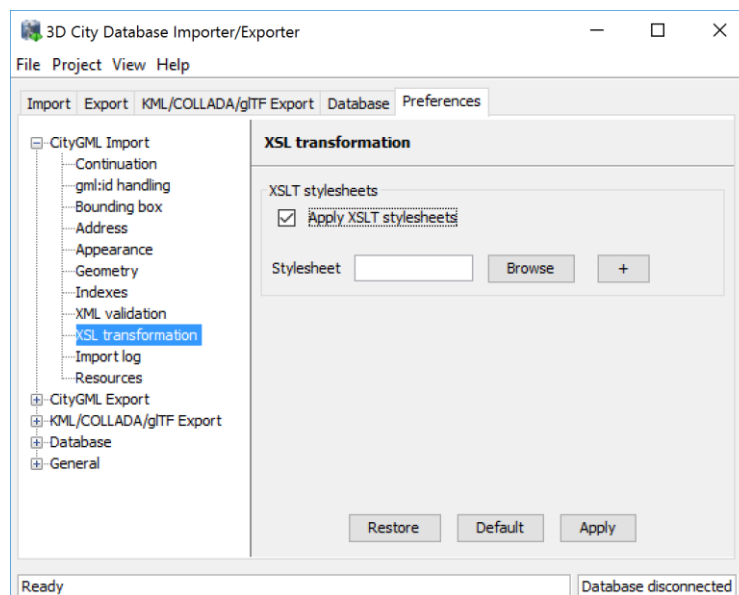 3D City Database Importer/Exporter
File Project View Help
Import Export KML/COLLADA/glTF Export Database Preferences
CityGML Import
Continuation
gml:id handling
Bounding box
Address
Appearance
Geometry
Indexes
XML validation
XSL transformation
Import log
Resources
CityGML Export
KML/COLLADA/glTF Export
Database
General
XSL transformation
XSLT stylesheets
Apply XSLT stylesheets
Stylesheet Browse +
Restore Default Apply
Ready Database disconnected